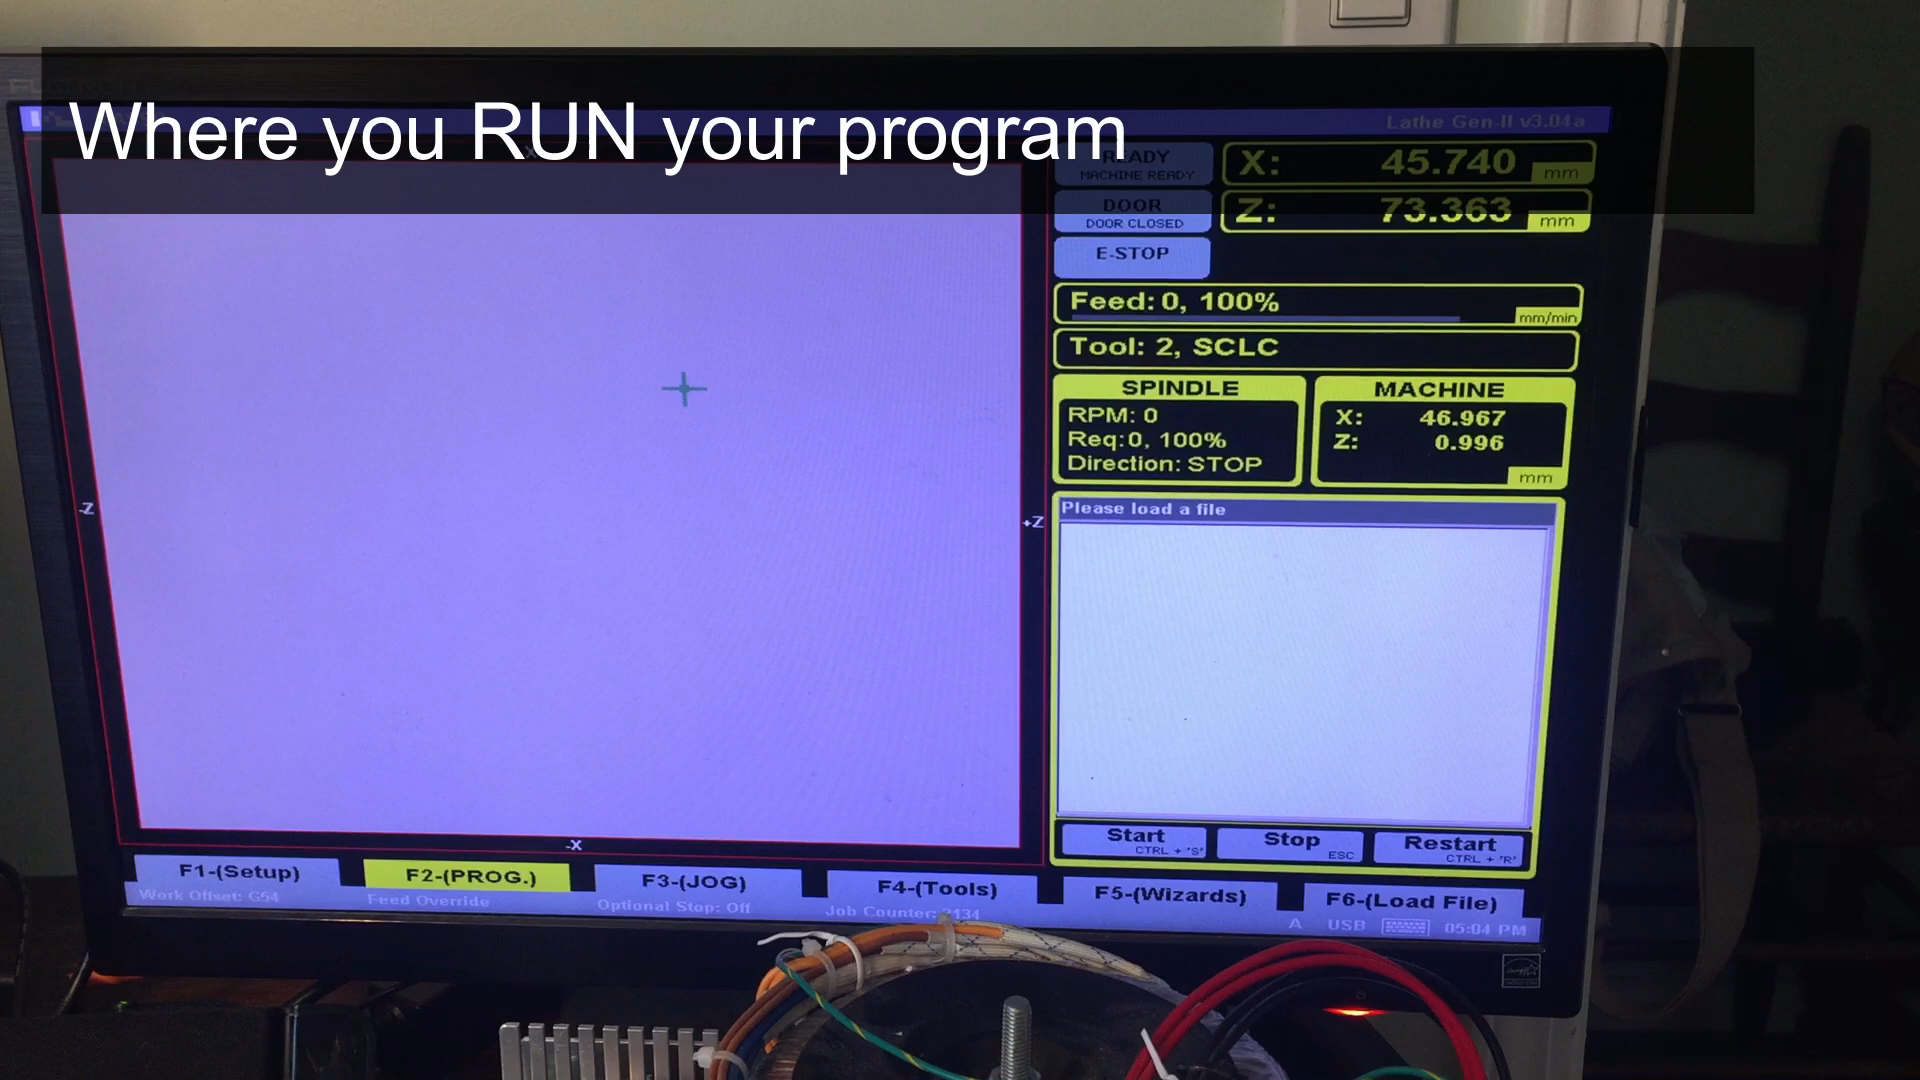 Where you RUN your program
Lathe Gen-II v3.04a
READY
MACHINE READY
X: 45.740 mm
DOOR
DOOR CLOSED
Z: 73.363 mm
E-STOP
Feed: 0, 100%
mm/min
Tool: 2, SCLC
SPINDLE
RPM: 0
Req: 0, 100%
Direction: STOP
MACHINE
X: 46.967
Z: 0.996
mm
-Z
+Z
-X
Please load a file
Start
CTRL + 'S'
Stop
ESC
Restart
CTRL + 'R'
F1-(Setup)
F2-(PROG.)
F3-(JOG)
F4-(Tools)
F5-(Wizards)
F6-(Load File)
Work Offset: G54
Feed Override
Optional Stop: Off
Job Counter: 3134
A USB 05:04 PM